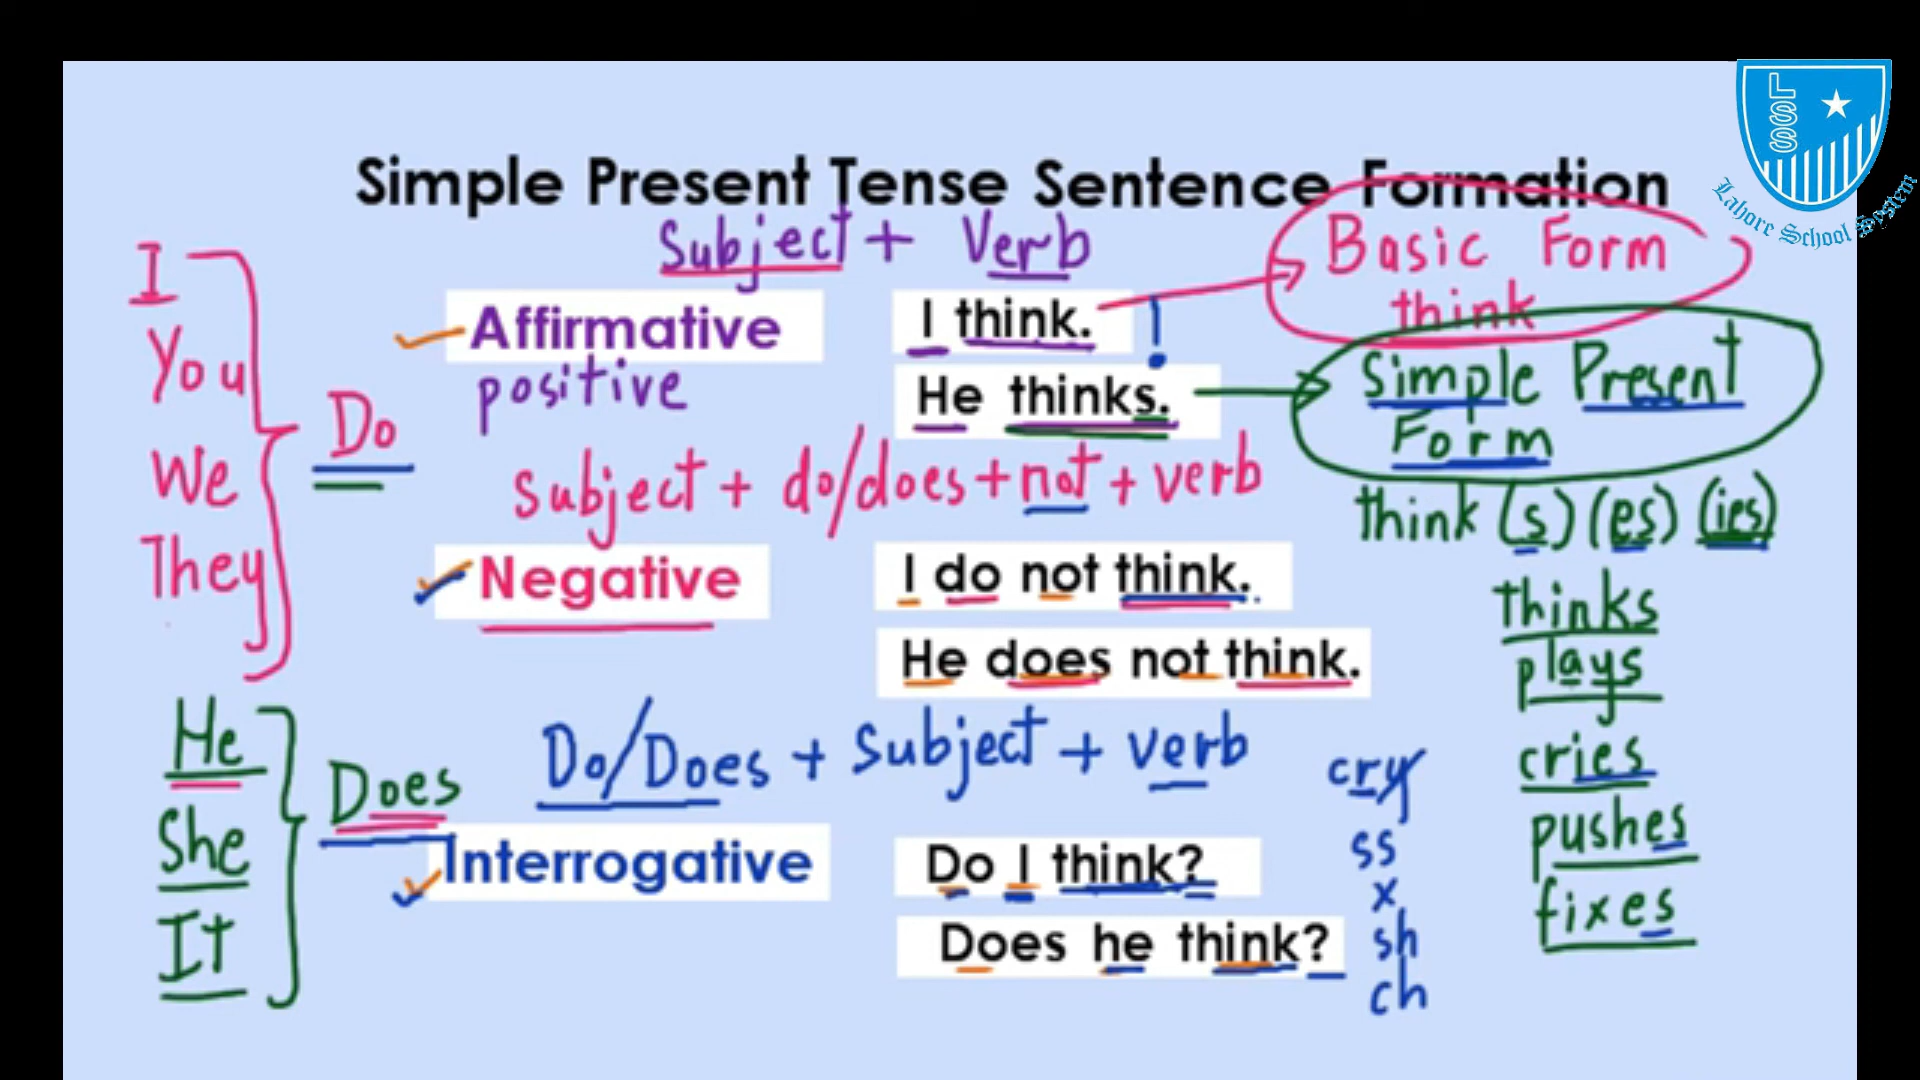 LSS
Lahore School System
Simple Present Tense Sentence Formation
Subject + Verb
Basic Form
think
I
You
We
They
Do
Affirmative
positive
I think. !
He thinks.
Simple Present
Form
think (s) (es) (ies)
subject + do/does + not + verb
Negative
I do not think.
He does not think.
thinks
plays
cries
pushes
fixes
He
She
It
Does
Do/Does + subject + verb
Interrogative
Do I think?
Does he think?
cry
ss
x
sh
ch